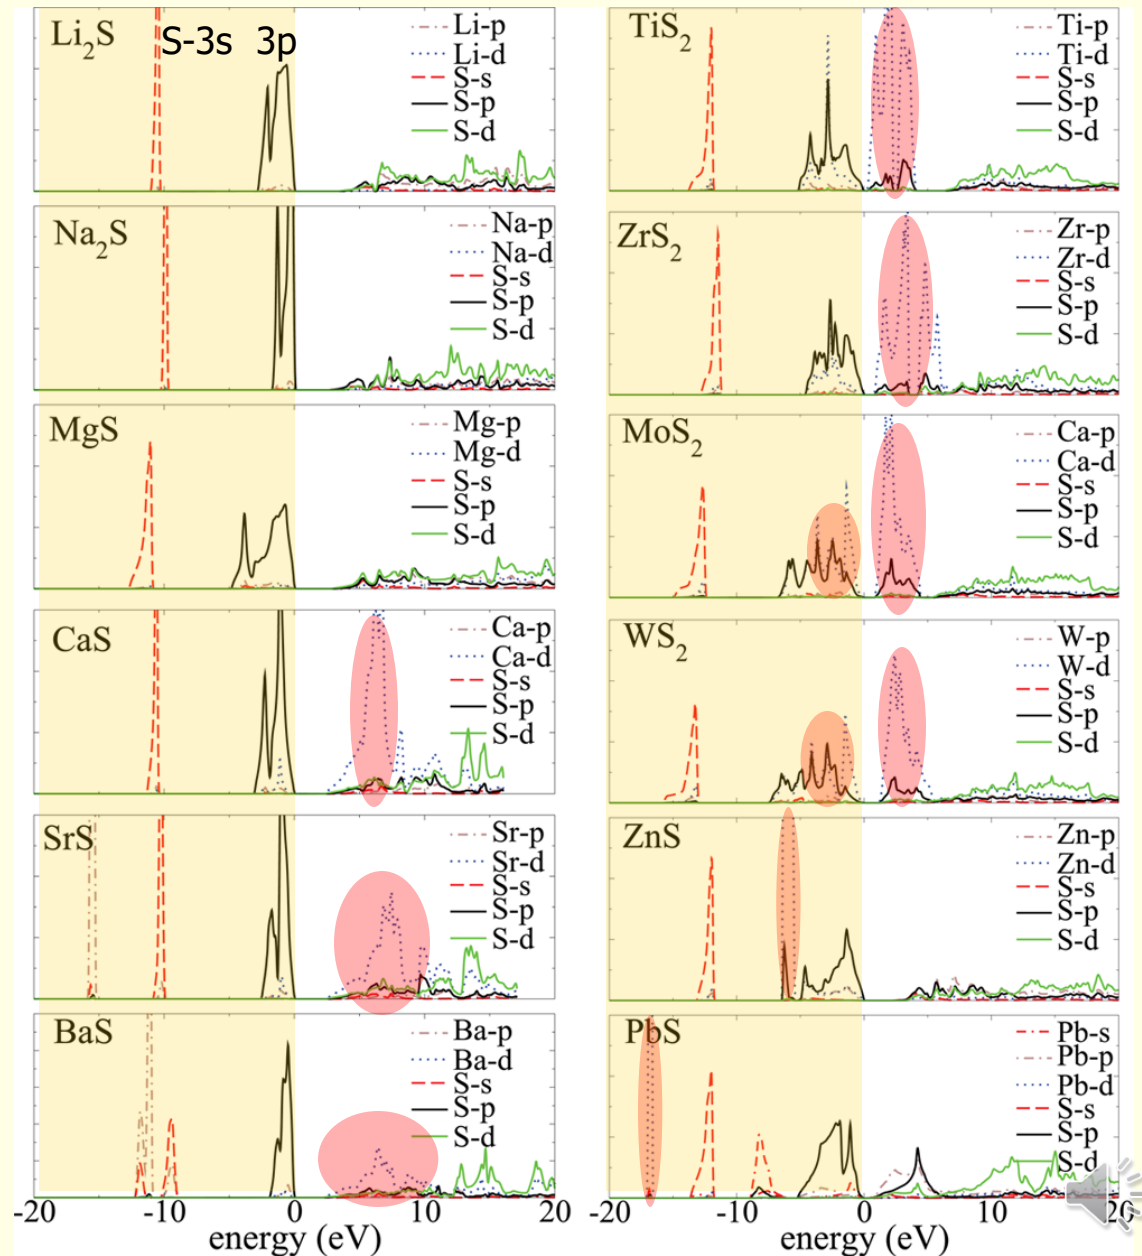 Li2S
S-3s 3p
Li-p
Li-d
S-s
S-p
S-d
Na2S
Na-p
Na-d
S-s
S-p
S-d
MgS
Mg-p
Mg-d
S-s
S-p
S-d
CaS
Ca-p
Ca-d
S-s
S-p
S-d
SrS
Sr-p
Sr-d
S-s
S-p
S-d
BaS
Ba-p
Ba-d
S-s
S-p
S-d
-20 -10 0 10 20
energy (eV)
TiS2
Ti-p
Ti-d
S-s
S-p
S-d
ZrS2
Zr-p
Zr-d
S-s
S-p
S-d
MoS2
Ca-p
Ca-d
S-s
S-p
S-d
WS2
W-p
W-d
S-s
S-p
S-d
ZnS
Zn-p
Zn-d
S-s
S-p
S-d
PbS
Pb-s
Pb-p
Pb-d
S-s
S-p
S-d
-20 -10 0 10 20
energy (eV)